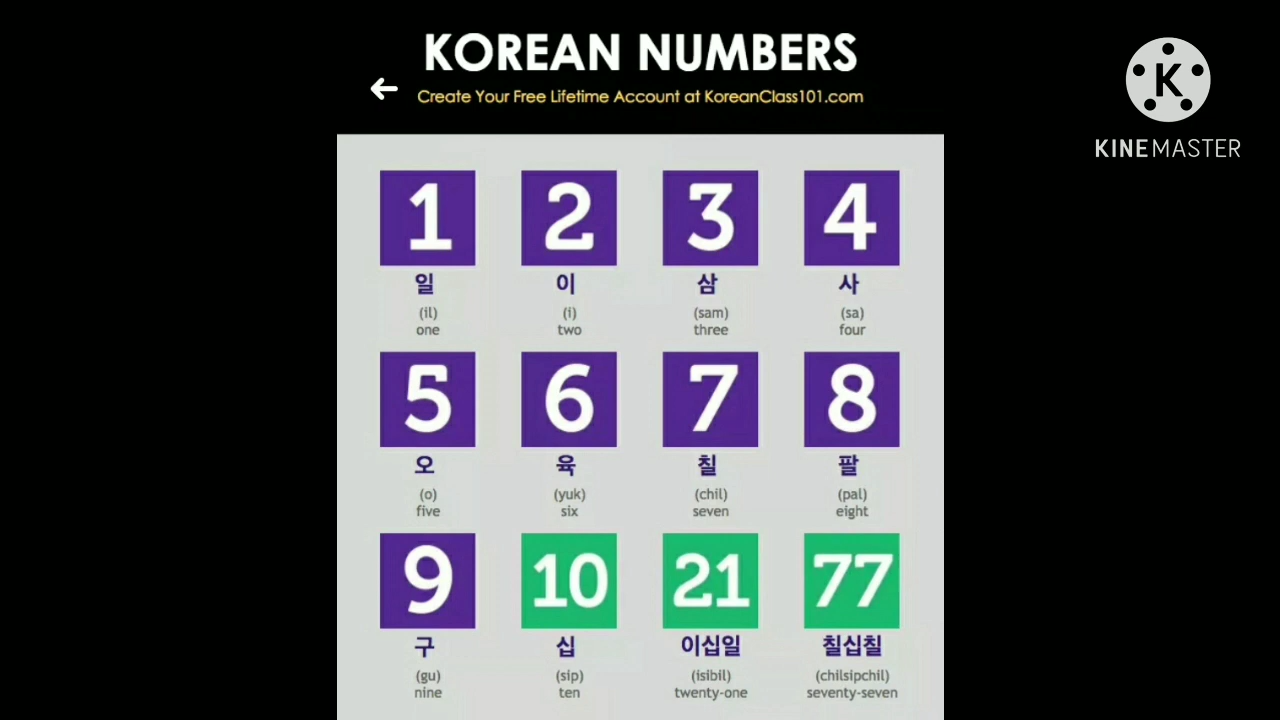 KOREAN NUMBERS
Create Your Free Lifetime Account at KoreanClass101.com
K
KINEMASTER
1 2 3 4
일 이 삼 사
(il) (i) (sam) (sa)
one two three four
5 6 7 8
오 육 칠 팔
(o) (yuk) (chil) (pal)
five six seven eight
9 10 21 77
구 십 이십일 칠십칠
(gu) (sip) (isibil) (chilsipchil)
nine ten twenty-one seventy-seven